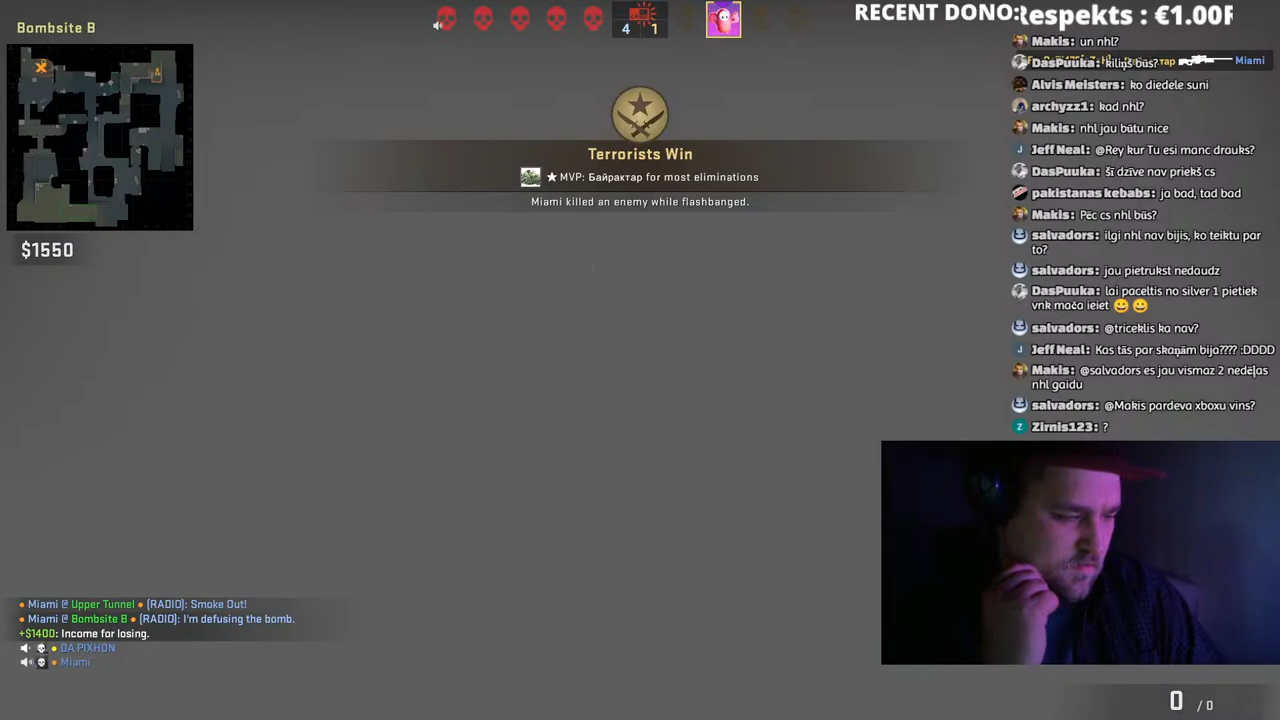 Bombsite B
4 1
RECENT DONO:
Respekts : €1.00
Makis: un nhl?
DasPuuka: kiliņš būs?
Miami
Alvis Meisters: ko diedele suni
archyzz1: kad nhl?
Makis: nhl jau būtu nice
Jeff Neal: @Rey kur Tu esi manc drauks?
DasPuuka: šī dzīve nav priekš cs
pakistanas kebabs: ja bad, tad bad
Makis: Pēc cs nhl būs?
salvadors: ilgi nhl nav bijis, ko teiktu par
to?
salvadors: jau pietrukst nedaudz
DasPuuka: lai paceltis no silver 1 pietiek
vnk mača ieiet 😀 😀
salvadors: @triceklis ka nav?
Jeff Neal: Kas tās par skaņām bija???? :DDDD
Makis: @salvadors es jau vismaz 2 nedēļas
nhl gaidu
salvadors: @Makis pardeva xboxu vins?
Zirnis123: ?
Terrorists Win
★ MVP: Байрактар for most eliminations
Miami killed an enemy while flashbanged.
$1550
Miami @ Upper Tunnel ● (RADIO): Smoke Out!
Miami @ Bombsite B ● (RADIO): I'm defusing the bomb.
+$1400: Income for losing.
DA PIXHON
Miami
0 / 0